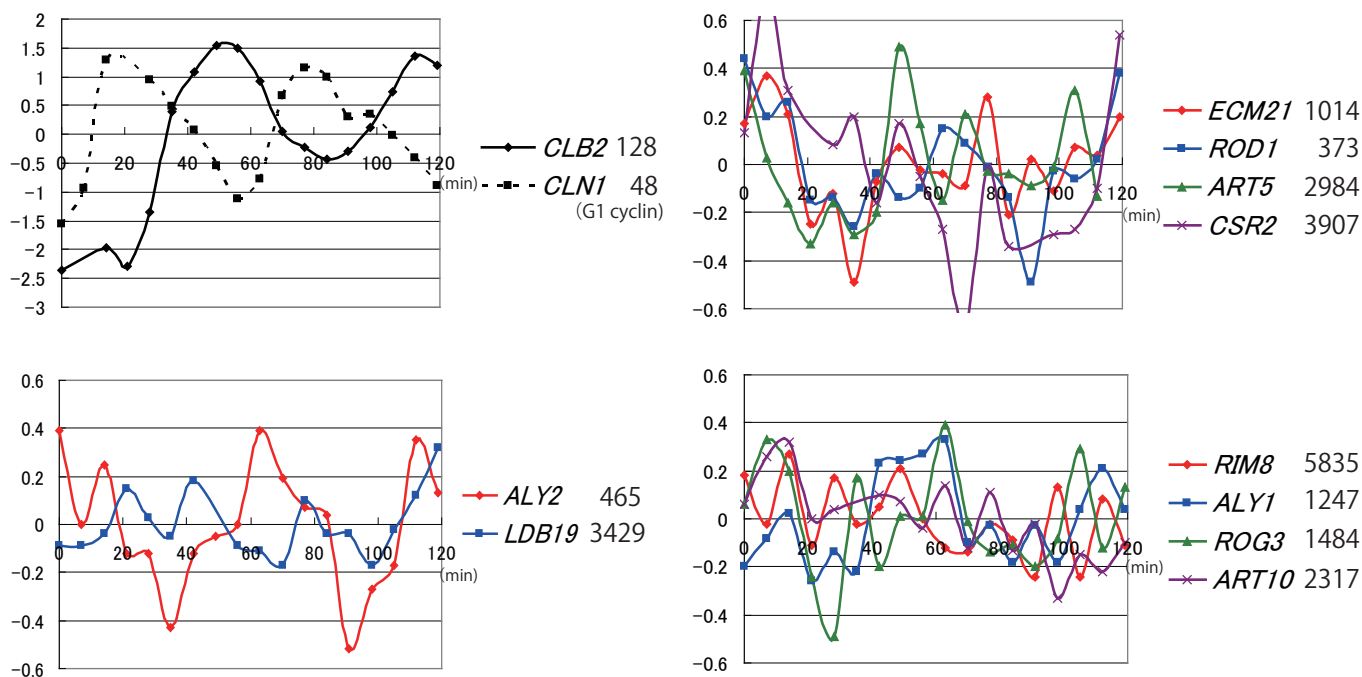 2
1.5
1
0.5
0
−0.5
−1
−1.5
−2
−2.5
−3
0 20 40 60 80 100 120
(min)
CLB2 128
CLN1 48
(G1 cyclin)
0.6
0.4
0.2
0
−0.2
−0.4
−0.6
0 20 40 60 80 100 120
(min)
ECM21 1014
ROD1 373
ART5 2984
CSR2 3907
0.6
0.4
0.2
0
−0.2
−0.4
−0.6
0 20 40 60 80 100 120
(min)
ALY2 465
LDB19 3429
0.6
0.4
0.2
0
−0.2
−0.4
−0.6
0 20 40 60 80 100 120
(min)
RIM8 5835
ALY1 1247
ROG3 1484
ART10 2317